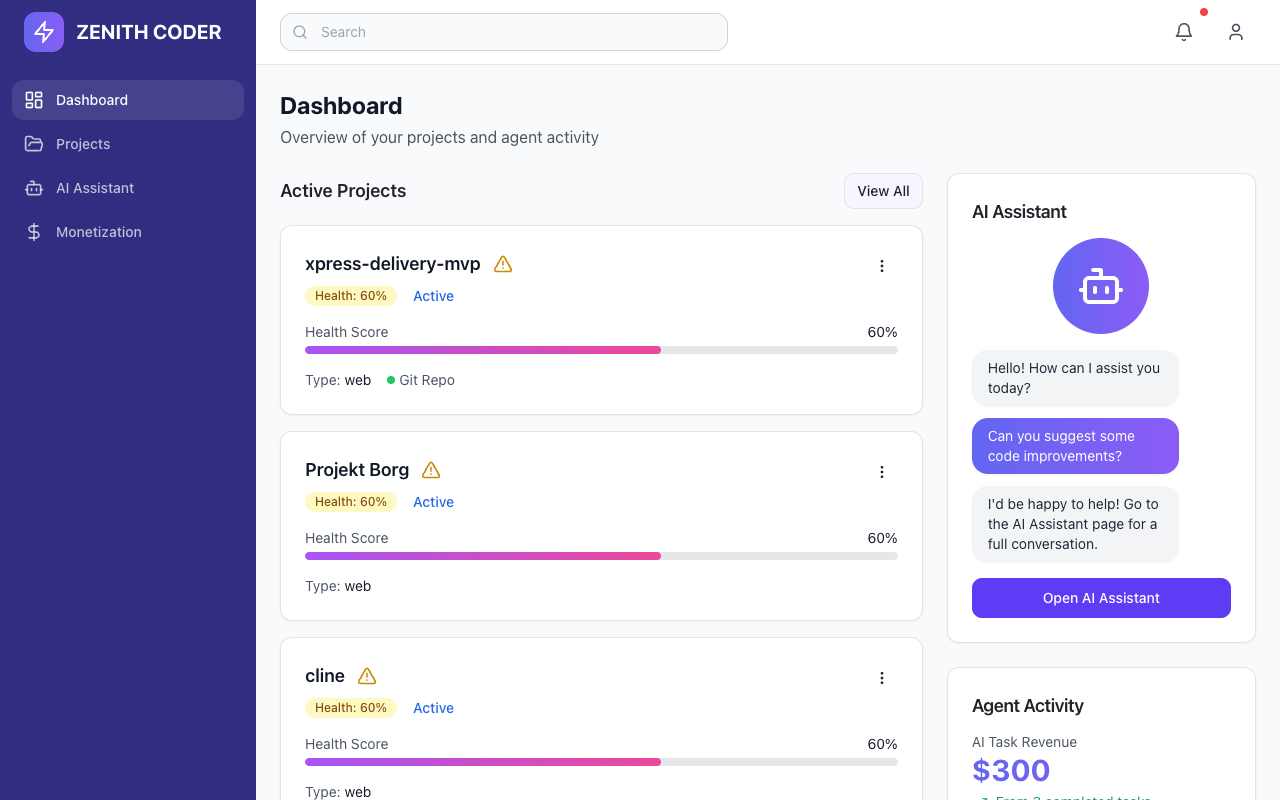 ZENITH CODER
Dashboard
Projects
AI Assistant
Monetization
Search
Dashboard
Overview of your projects and agent activity
Active Projects
View All
xpress-delivery-mvp
Health: 60%
Active
Health Score
60%
Type: web
Git Repo
Projekt Borg
Health: 60%
Active
Health Score
60%
Type: web
cline
Health: 60%
Active
Health Score
60%
Type: web
AI Assistant
Hello! How can I assist you
today?
Can you suggest some
code improvements?
I'd be happy to help! Go to
the AI Assistant page for a
full conversation.
Open AI Assistant
Agent Activity
AI Task Revenue
$300